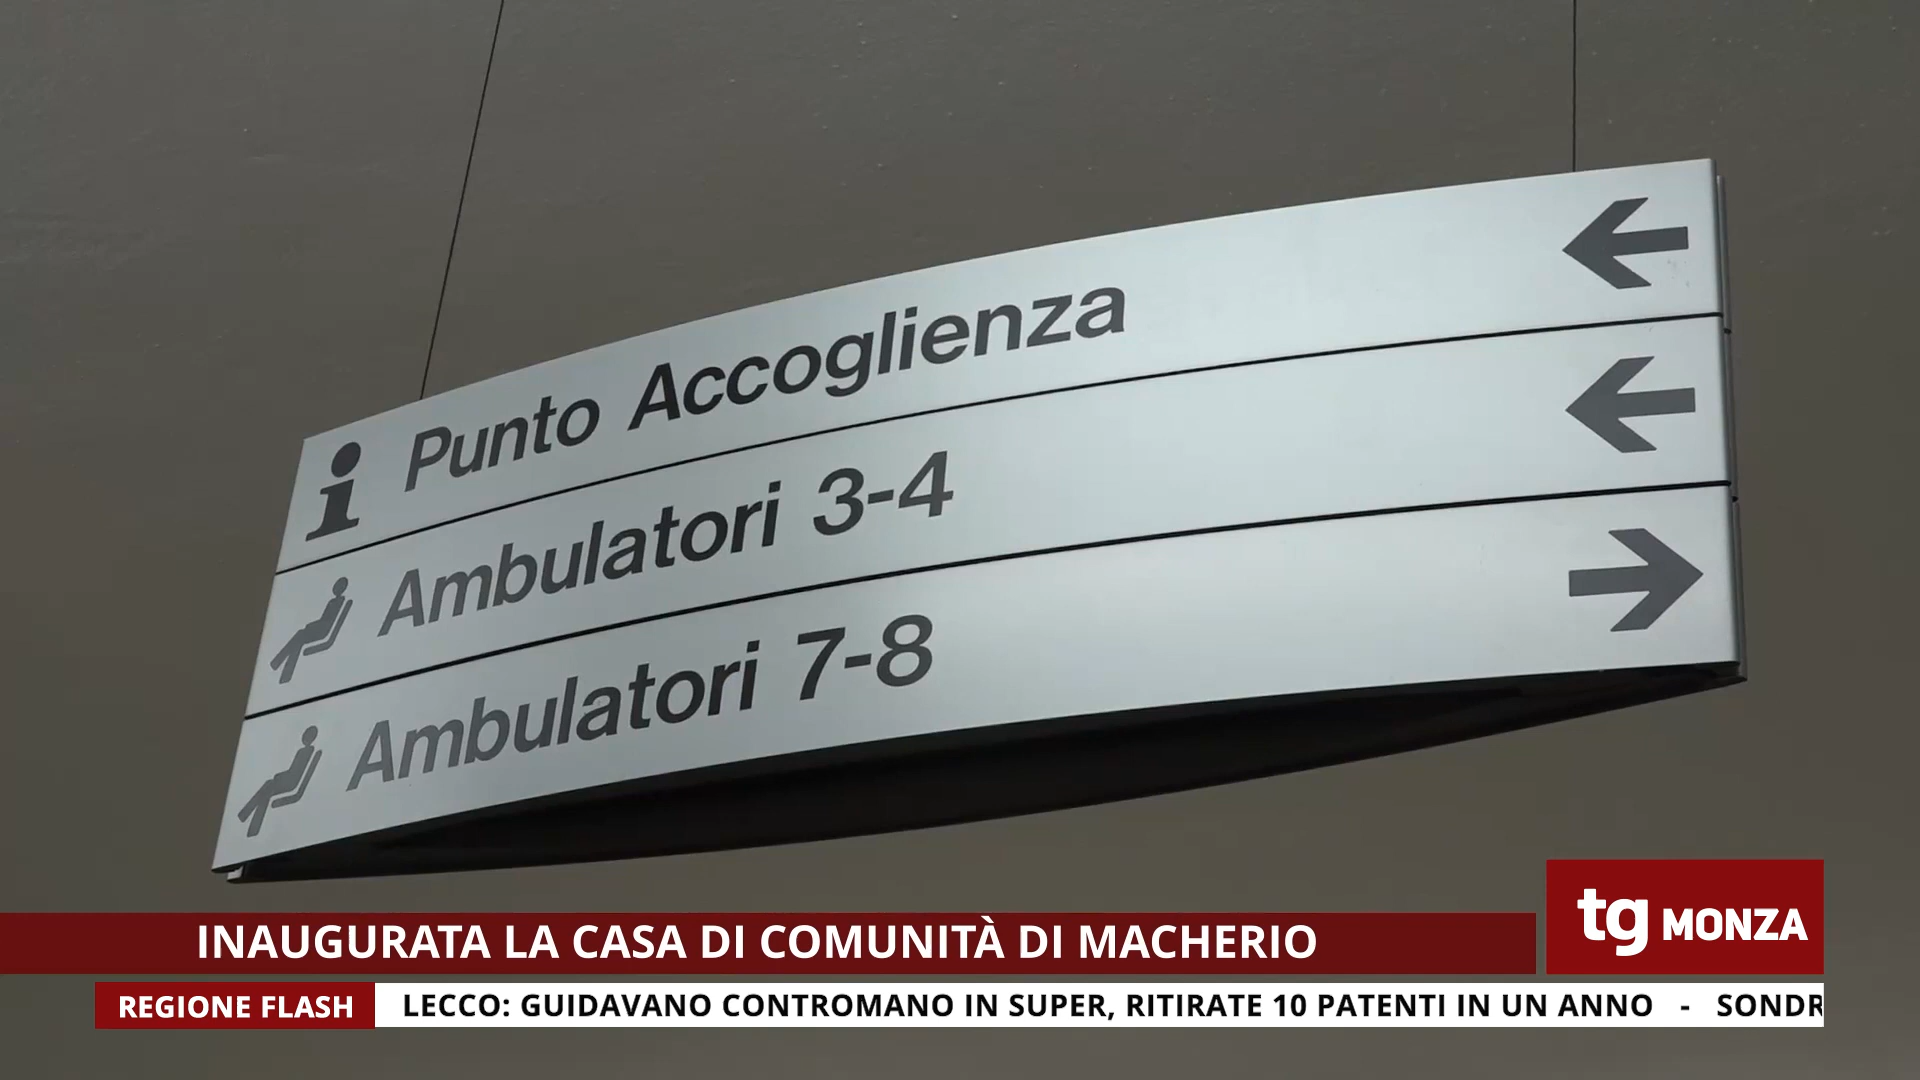 Punto Accoglienza
Ambulatori 3-4
Ambulatori 7-8
INAUGURATA LA CASA DI COMUNITÀ DI MACHERIO
tg MONZA
REGIONE FLASH
LECCO: GUIDAVANO CONTROMANO IN SUPER, RITIRATE 10 PATENTI IN UN ANNO -